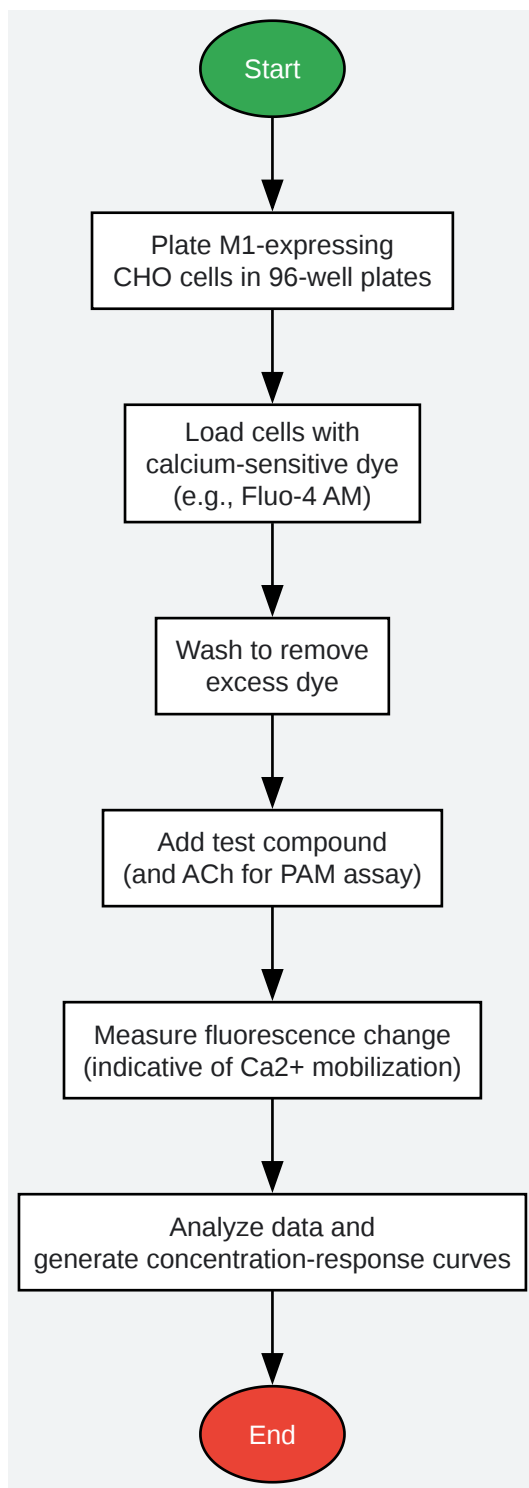 Start
Plate M1-expressing
CHO cells in 96-well plates
Load cells with
calcium-sensitive dye
(e.g., Fluo-4 AM)
Wash to remove
excess dye
Add test compound
(and ACh for PAM assay)
Measure fluorescence change
(indicative of Ca2+ mobilization)
Analyze data and
generate concentration-response curves
End